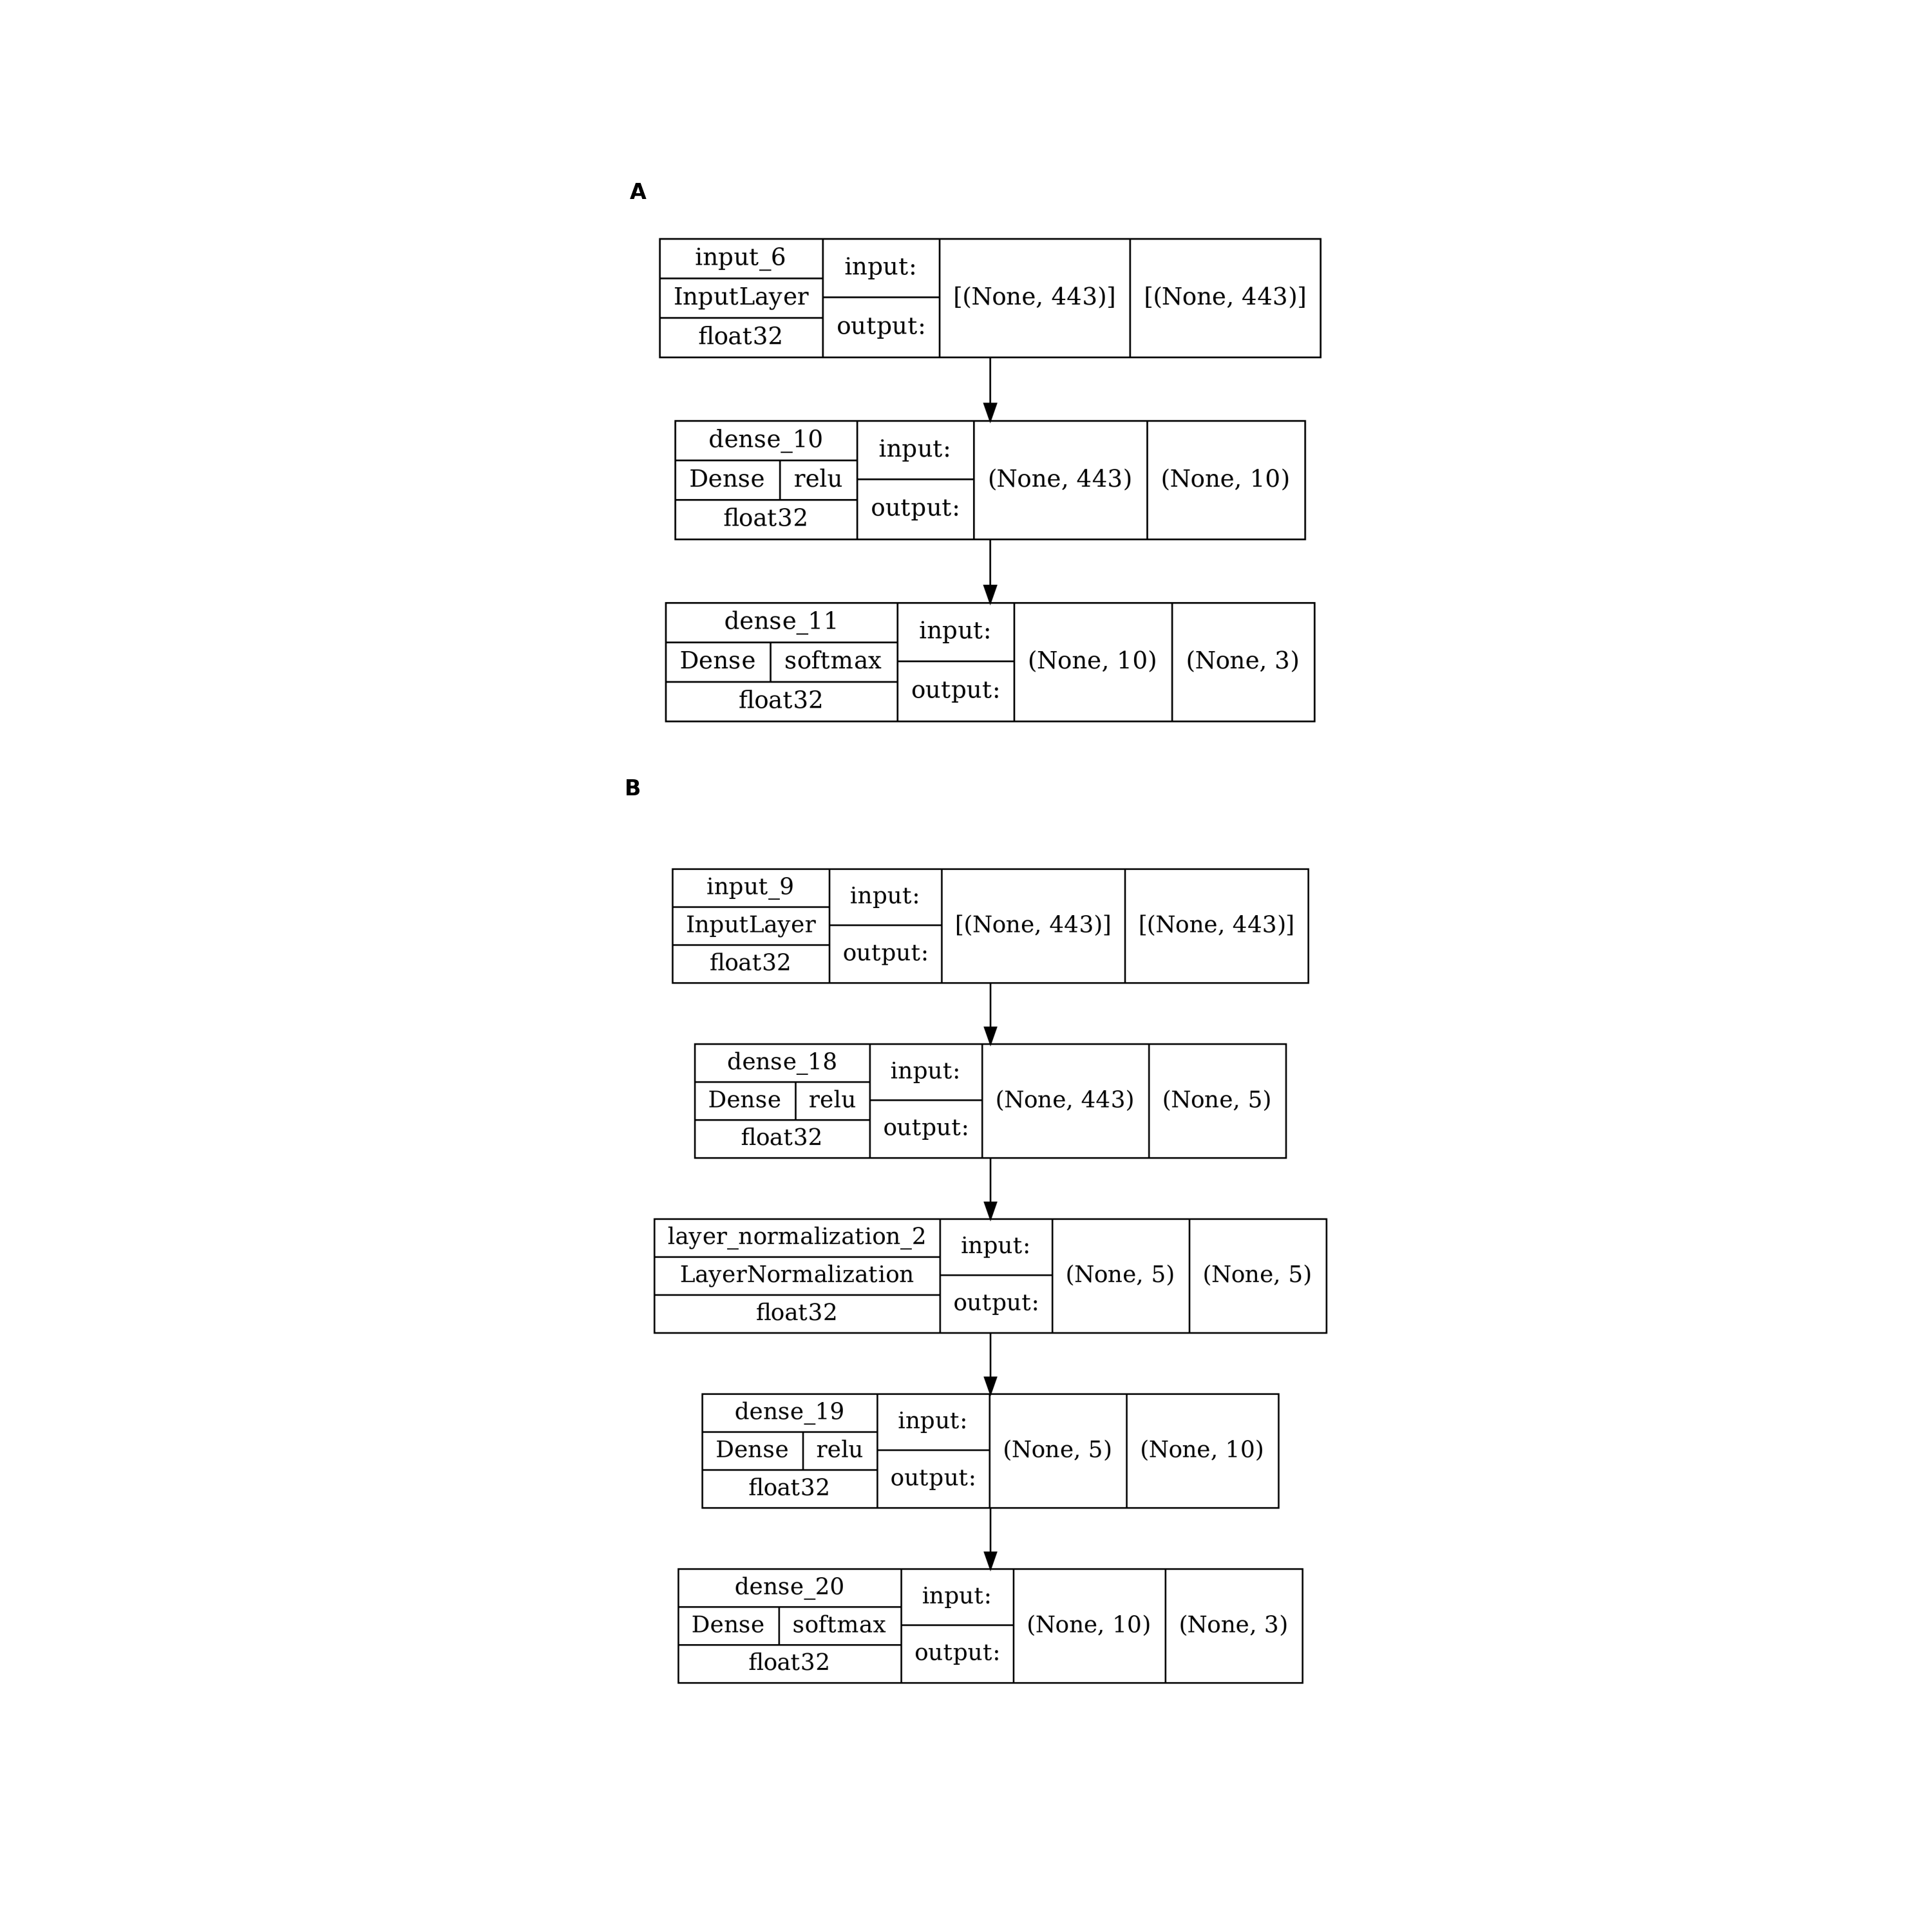 A
input_6
InputLayer
float32
input:
output:
[(None, 443)]
[(None, 443)]
dense_10
Dense
relu
float32
input:
output:
(None, 443)
(None, 10)
dense_11
Dense
softmax
float32
input:
output:
(None, 10)
(None, 3)
B
input_9
InputLayer
float32
input:
output:
[(None, 443)]
[(None, 443)]
dense_18
Dense
relu
float32
input:
output:
(None, 443)
(None, 5)
layer_normalization_2
LayerNormalization
float32
input:
output:
(None, 5)
(None, 5)
dense_19
Dense
relu
float32
input:
output:
(None, 5)
(None, 10)
dense_20
Dense
softmax
float32
input:
output:
(None, 10)
(None, 3)